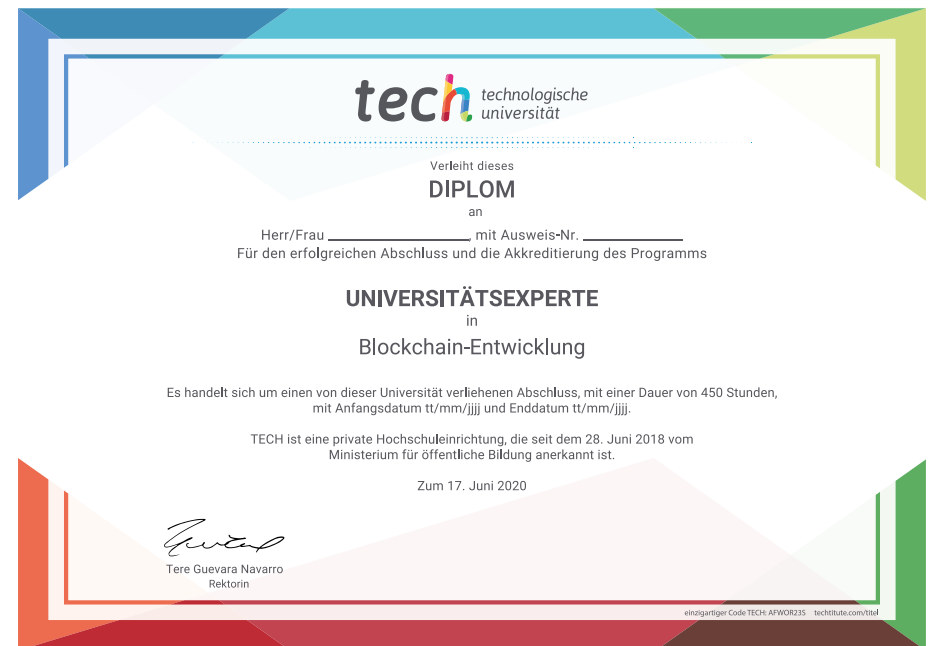 tech technologische
universität
Verleiht dieses
DIPLOM
an
Herr/Frau ____________________, mit Ausweis-Nr. ______________
Für den erfolgreichen Abschluss und die Akkreditierung des Programms
UNIVERSITÄTSEXPERTE
in
Blockchain-Entwicklung
Es handelt sich um einen von dieser Universität verliehenen Abschluss, mit einer Dauer von 450 Stunden,
mit Anfangsdatum tt/mm/jjjj und Enddatum tt/mm/jjjj.
TECH ist eine private Hochschuleinrichtung, die seit dem 28. Juni 2018 vom
Ministerium für öffentliche Bildung anerkannt ist.
Zum 17. Juni 2020
Tere Guevara Navarro
Rektorin
einzigartiger Code TECH: AFWOR23S techtitute.com/titel